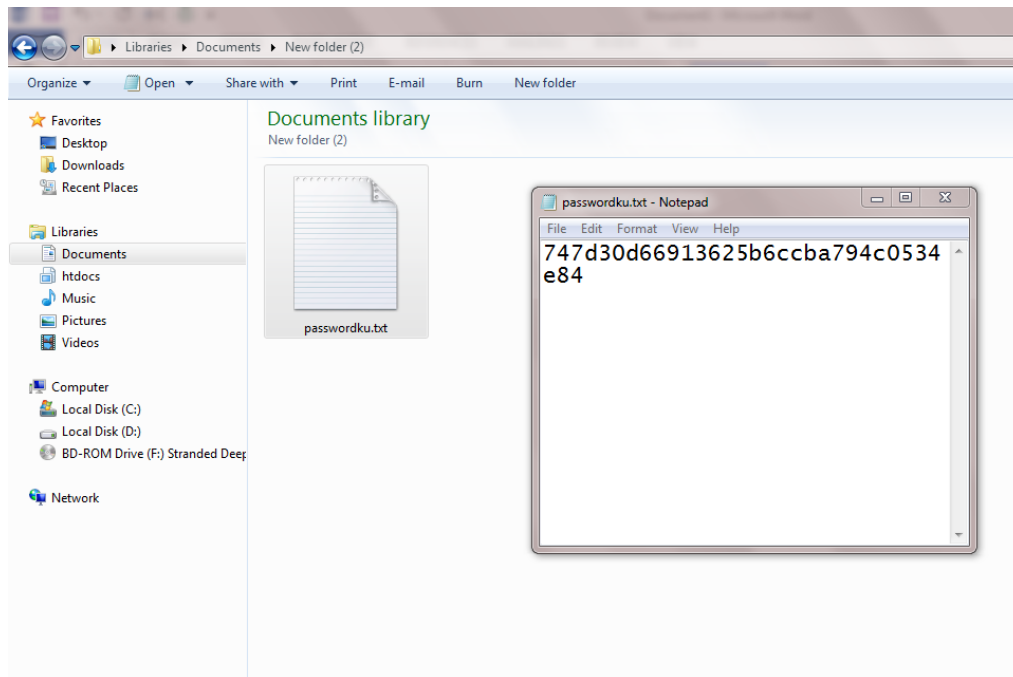 Libraries Documents New folder (2)
Organize Open Share with Print E-mail Burn New folder
Favorites
Desktop
Downloads
Recent Places
Libraries
Documents
htdocs
Music
Pictures
Videos
Computer
Local Disk (C:)
Local Disk (D:)
BD-ROM Drive (F:) Stranded Deep
Network
Documents library
New folder (2)
passwordku.txt
passwordku.txt - Notepad
File Edit Format View Help
747d30d66913625b6ccba794c0534
e84